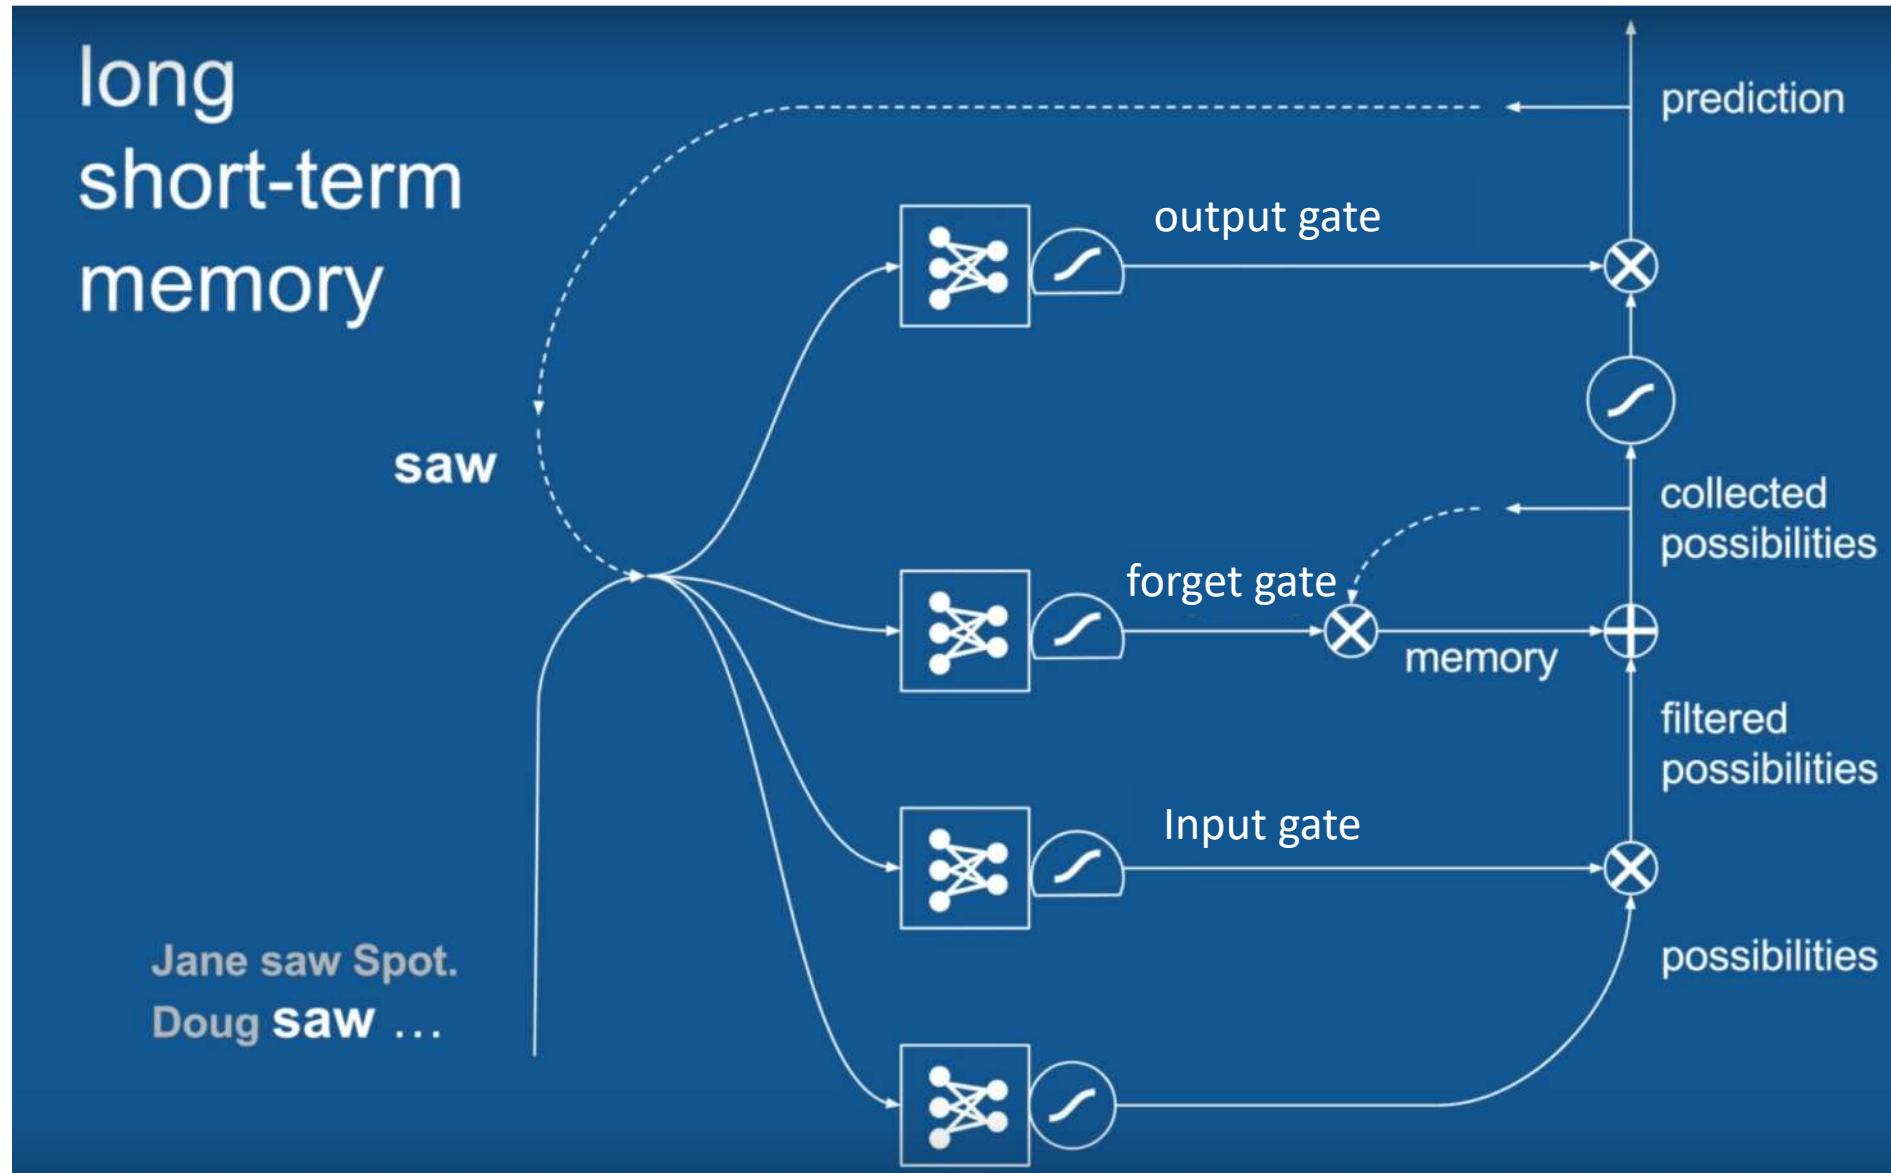 long
short-term
memory
prediction
output gate
saw
collected
possibilities
forget gate
memory
filtered
possibilities
Input gate
Jane saw Spot.
possibilities
Doug saw ...